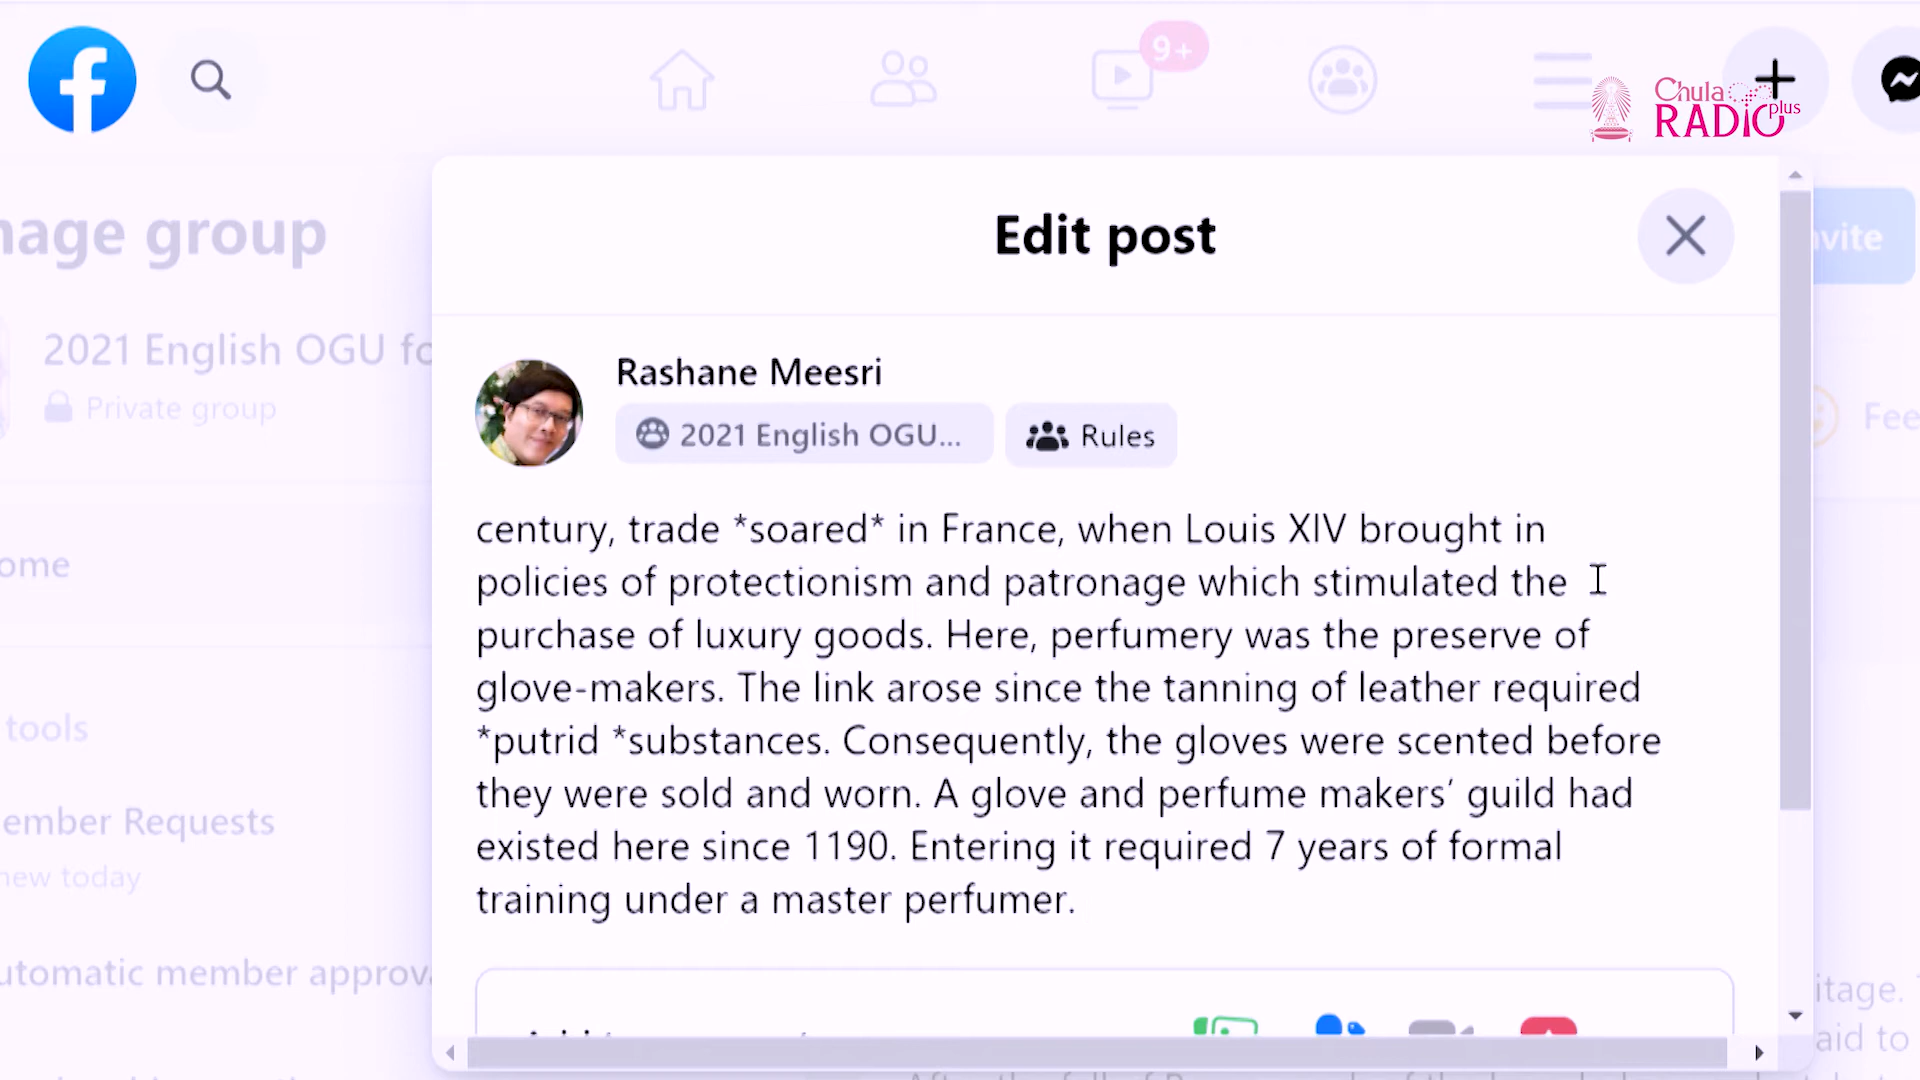 9+
Chula
RADIO plus
nage group
Edit post
nvite
2021 English OGU fo
Private group
Rashane Meesri
2021 English OGU...
Rules
Fee
century, trade *soared* in France, when Louis XIV brought in
policies of protectionism and patronage which stimulated the
purchase of luxury goods. Here, perfumery was the preserve of
glove-makers. The link arose since the tanning of leather required
*putrid *substances. Consequently, the gloves were scented before
they were sold and worn. A glove and perfume makers’ guild had
existed here since 1190. Entering it required 7 years of formal
training under a master perfumer.
ome
tools
ember Requests
new today
utomatic member approva
itage.
aid to